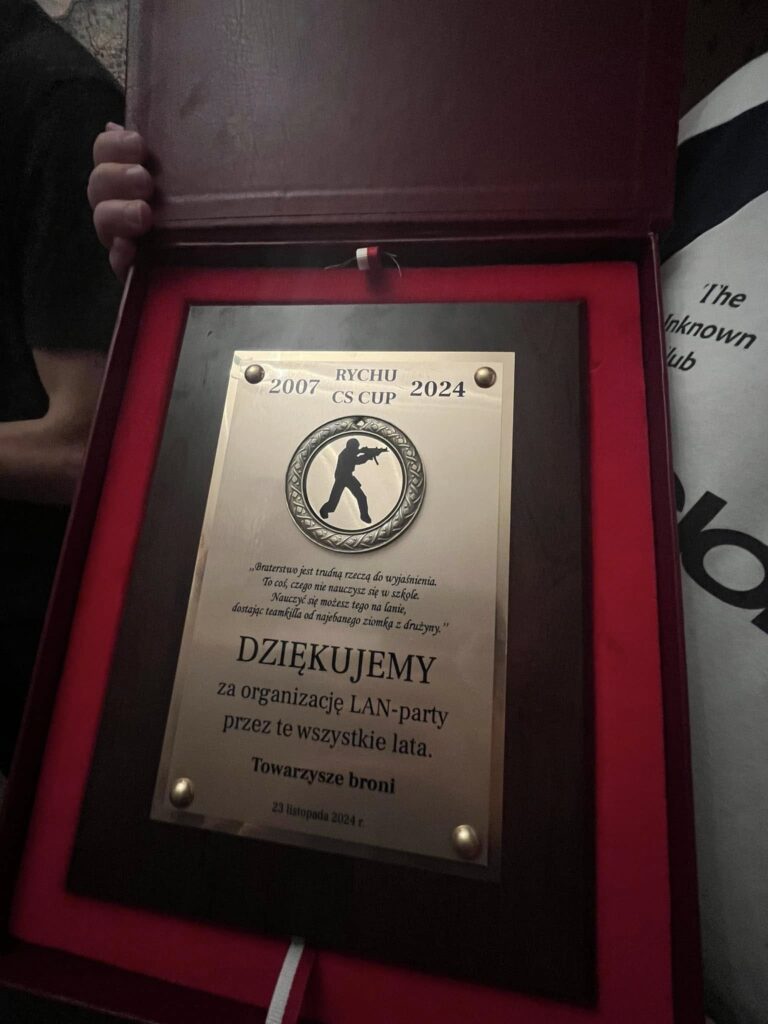 2007 RYCHU CS CUP 2024
„Braterstwo jest trudną rzeczą do wyjaśnienia.
To coś, czego nie nauczysz się w szkole.
Nauczyć się możesz tego na lanie,
dostając teamkilla od najebanego ziomka z drużyny.”
DZIĘKUJEMY
za organizację LAN-party
przez te wszystkie lata.
Towarzysze broni
23 listopada 2024 r.
The